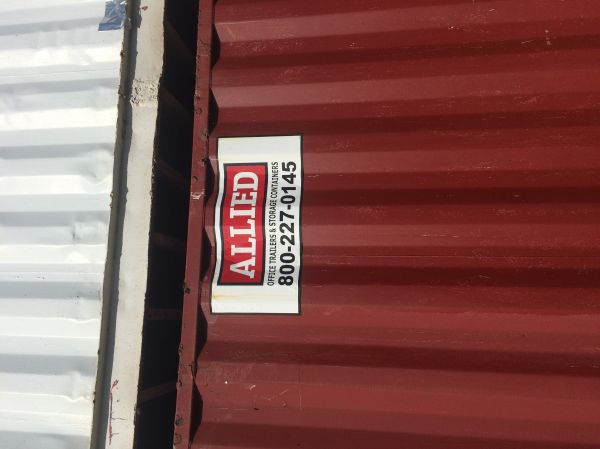 ALLIED
OFFICE TRAILERS & STORAGE CONTAINERS
800-227-0145